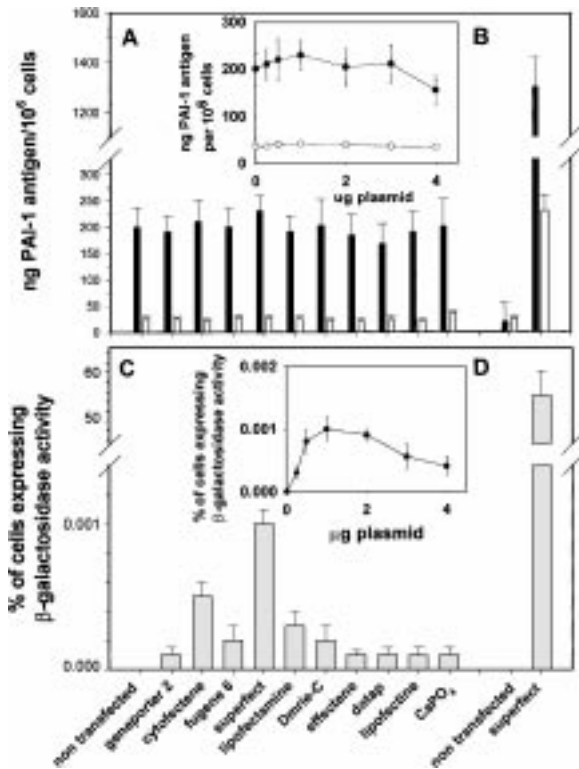 A
B
1600
1400
1200
300
250
200
150
100
50
0
ng PAI-1 antigen/10⁶ cells
300
200
100
0
ng PAI-1 antigen
per 10⁶ cells
0
2
4
ug plasmid
C
D
60
50
0.001
0.000
% of cells expressing
β-galactosidase activity
0.002
0.001
0.000
% of cells expressing
β-galactosidase activity
0
2
4
µg plasmid
non transfected
geneporter 2
cytofectene
fugene 6
superfect
lipofectamine
Dmrie-C
effectene
dotap
lipofectine
CaPO₄
non transfected
superfect